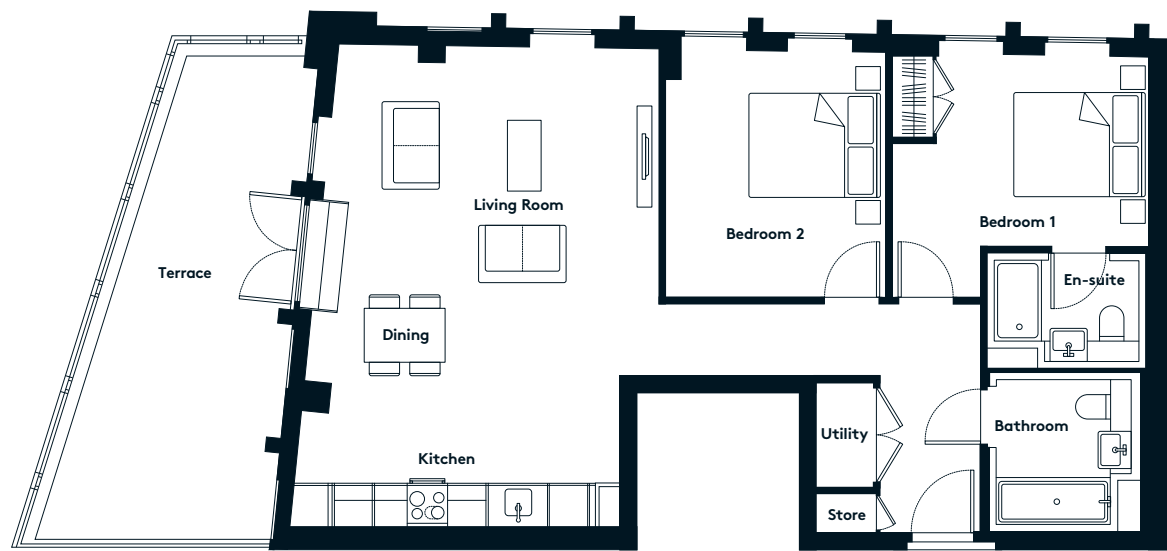 Living Room
Bedroom 2
Bedroom 1
Terrace
En-suite
Dining
Kitchen
Utility
Bathroom
Store